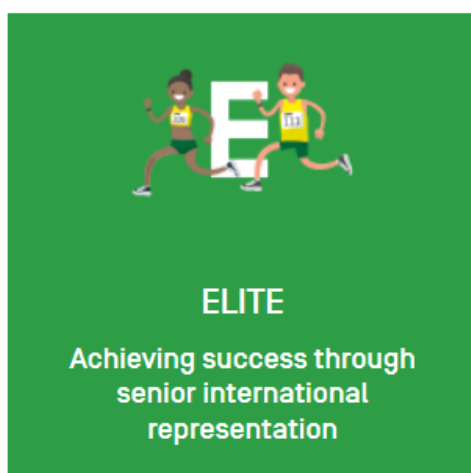 E
ELITE
Achieving success through
senior international
representation